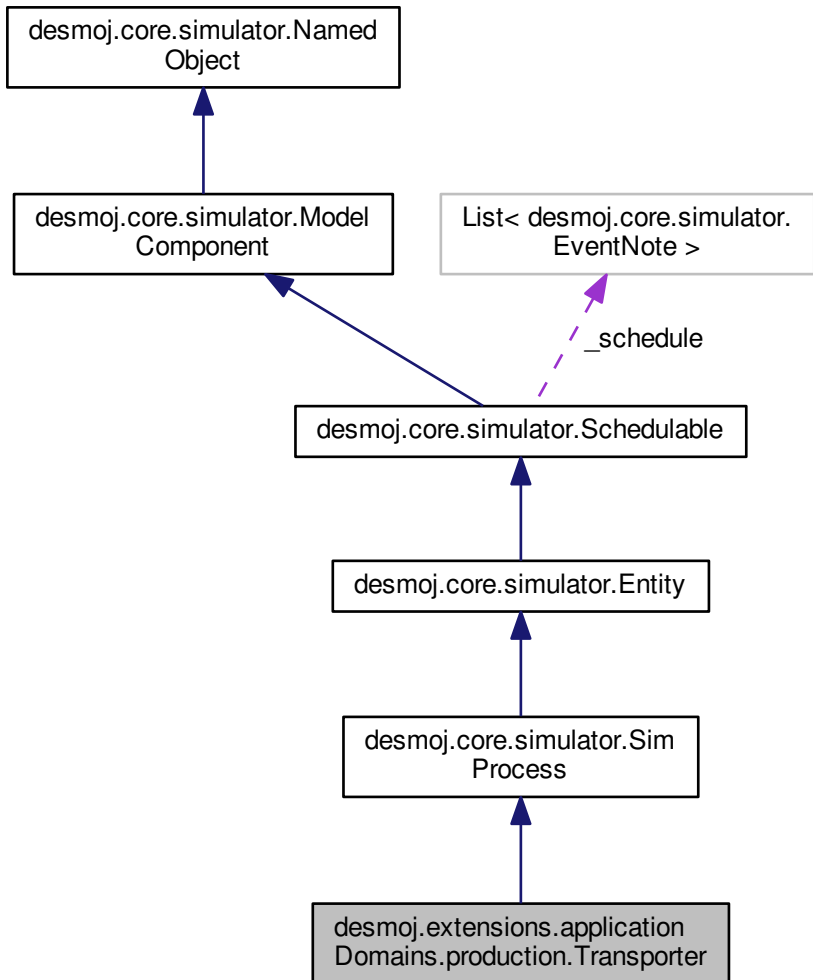 desmoj.core.simulator.Named
Object
desmoj.core.simulator.Model
Component
List< desmoj.core.simulator.
EventNote >
_schedule
desmoj.core.simulator.Schedulable
desmoj.core.simulator.Entity
desmoj.core.simulator.Sim
Process
desmoj.extensions.application
Domains.production.Transporter